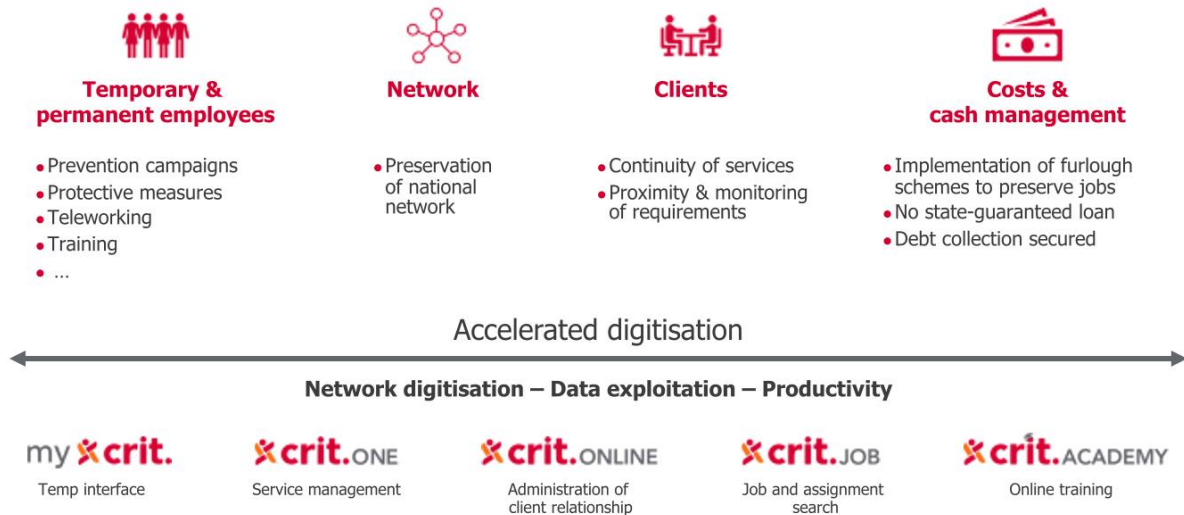 Temporary &
permanent employees
• Prevention campaigns
• Protective measures
• Teleworking
• Training
• ...
Network
• Preservation
of national
network
Clients
• Continuity of services
• Proximity & monitoring
of requirements
Costs &
cash management
• Implementation of furlough
schemes to preserve jobs
• No state-guaranteed loan
• Debt collection secured
Accelerated digitisation
Network digitisation – Data exploitation – Productivity
my crit.
Temp interface
crit.ONE
Service management
crit.ONLINE
Administration of
client relationship
crit.JOB
Job and assignment
search
crit.ACADEMY
Online training